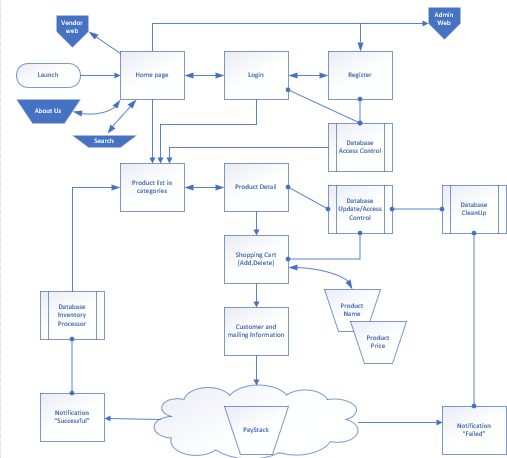 Vendor
web
Admin
Web
Launch
Home page
Login
Register
About Us
Search
Database
Access Control
Product list in
categories
Product Detail
Database
Update/Access
Control
Database
CleanUp
Shopping Cart
(Add,Delete)
Database
Inventory
Processor
Product
Name
Customer and
mailing Information
Product
Price
Notification
"Successful"
PayStack
Notification
"Failed"